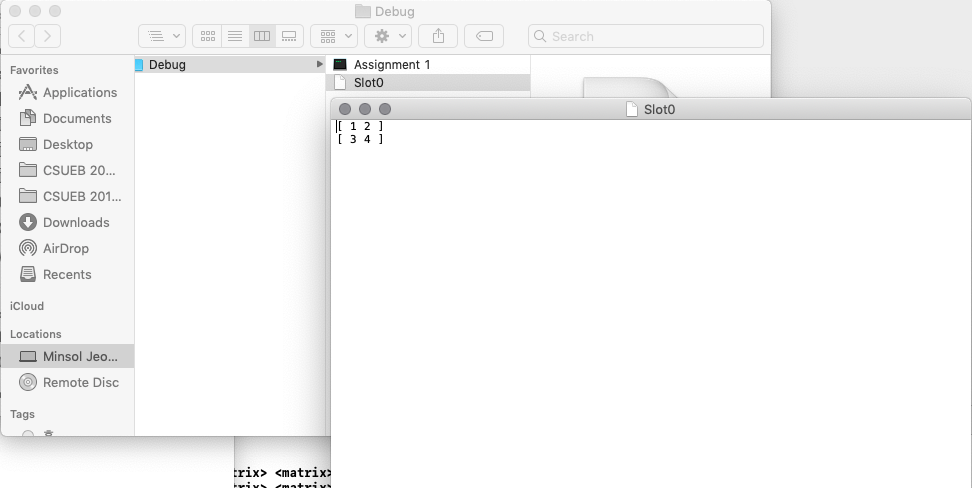 Debug
Search
Favorites
Applications
Documents
Desktop
CSUEB 20...
CSUEB 201...
Downloads
AirDrop
Recents
iCloud
Locations
Minsol Jeo...
Remote Disc
Tags
Debug
Assignment 1
Slot0
Slot0
[ 1 2 ]
[ 3 4 ]
trix> <matrix>
trix> <matrix>